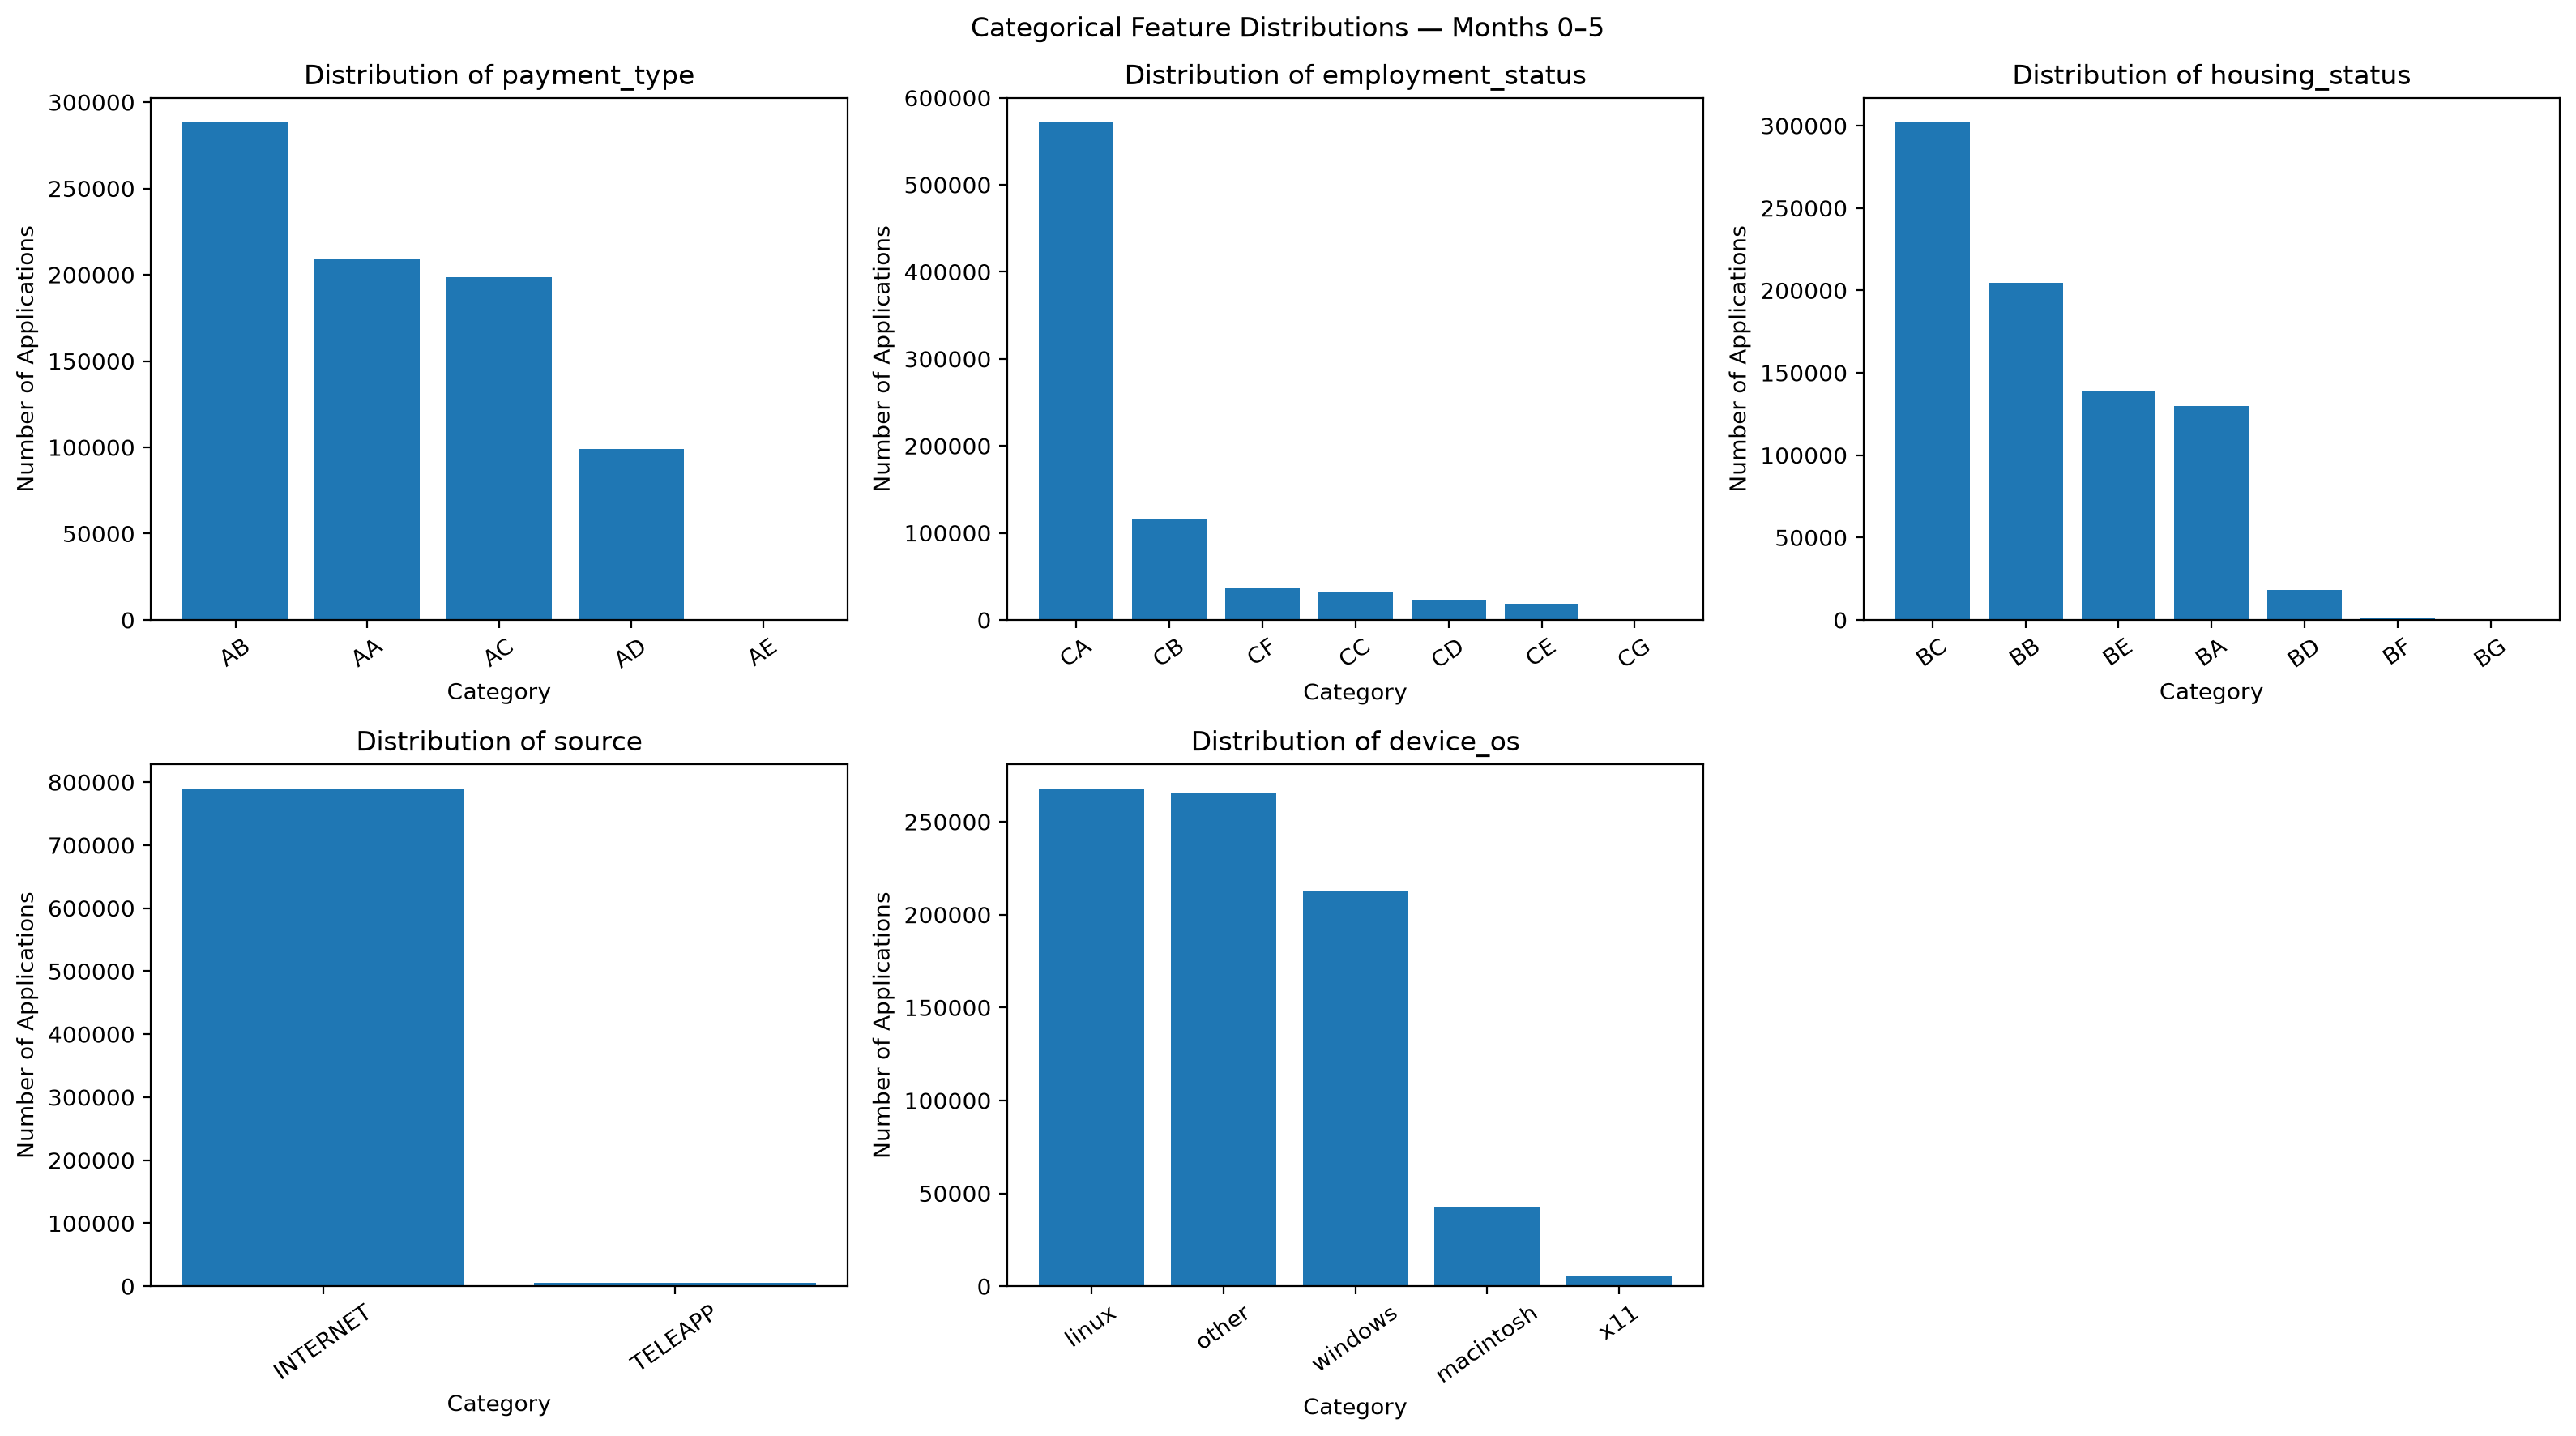 Categorical Feature Distributions — Months 0–5
Distribution of payment_type
300000
250000
200000
150000
100000
50000
0
Number of Applications
AB
AA
AC
AD
AE
Category
Distribution of employment_status
600000
500000
400000
300000
200000
100000
0
Number of Applications
CA
CB
CF
CC
CD
CE
CG
Category
Distribution of housing_status
300000
250000
200000
150000
100000
50000
0
Number of Applications
BC
BB
BE
BA
BD
BF
BG
Category
Distribution of source
800000
700000
600000
500000
400000
300000
200000
100000
0
Number of Applications
INTERNET
TELEAPP
Category
Distribution of device_os
250000
200000
150000
100000
50000
0
Number of Applications
linux
other
windows
macintosh
x11
Category